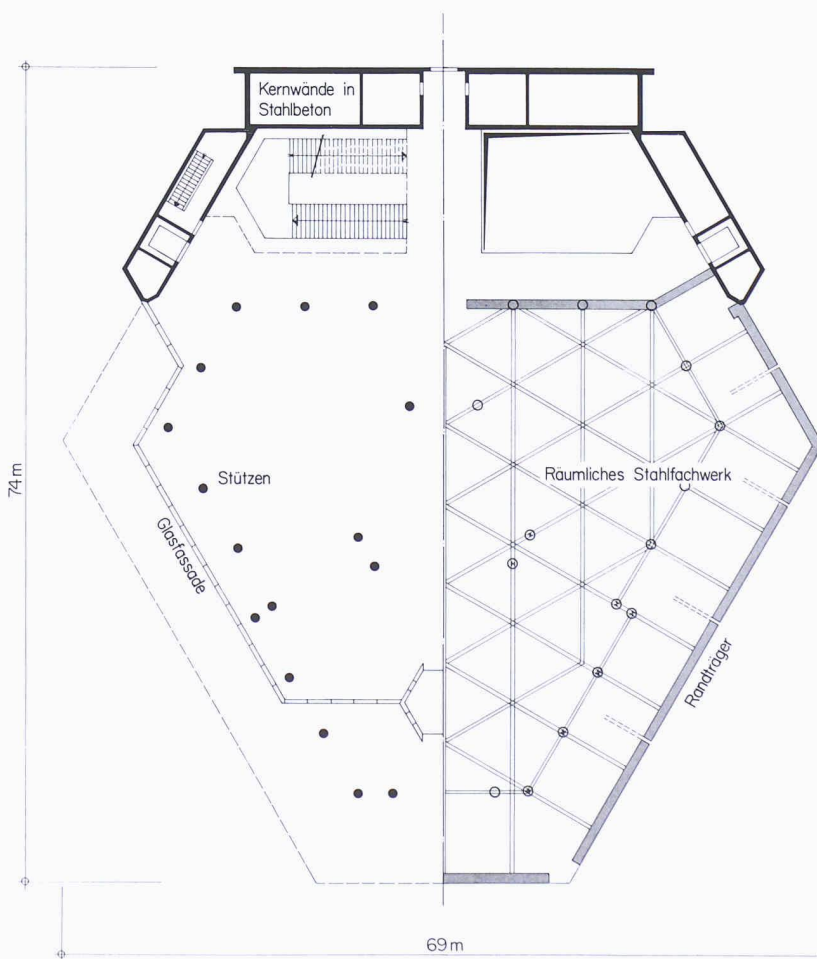 Kernwände in
Stahlbeton
Stützen
Räumliches Stahlfachwerk
Glasfassade
Randträger
74 m
69 m